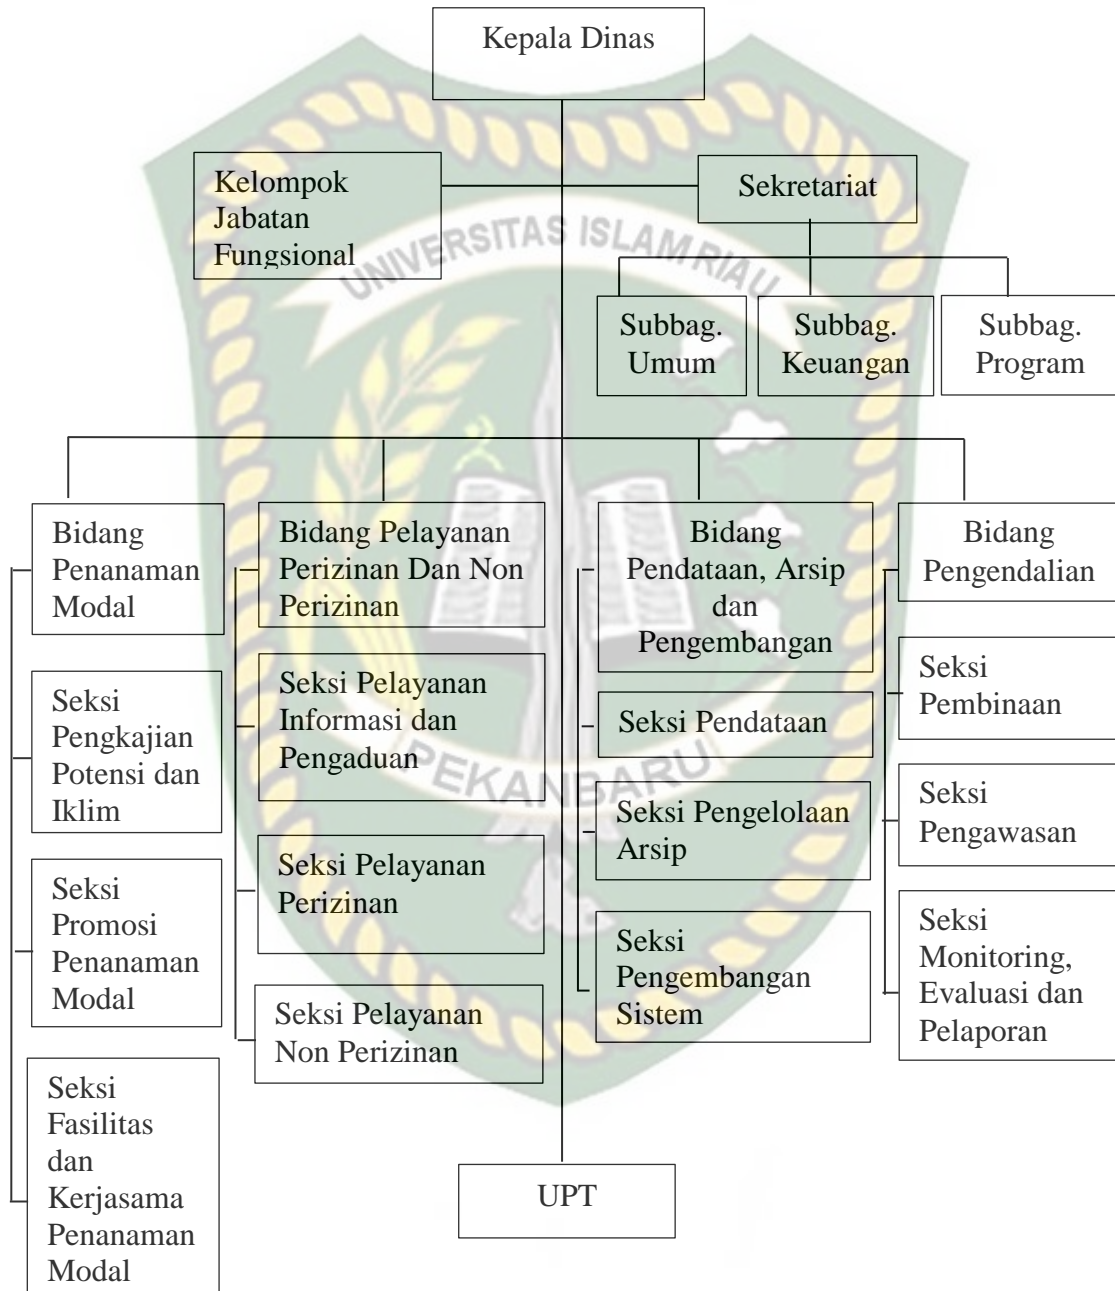 Kepala Dinas
Kelompok
Jabatan
Fungsional
Sekretariat
UNIVERSITAS ISLAM RIAU
Subbag.
Umum
Subbag.
Keuangan
Subbag.
Program
Bidang
Penanaman
Modal
Bidang Pelayanan
Perizinan Dan Non
Perizinan
Bidang
Pendataan, Arsip
dan
Pengembangan
Bidang
Pengendalian
Seksi
Pengkajian
Potensi dan
Iklim
Seksi Pelayanan
Informasi dan
Pengaduan
Seksi Pendataan
Seksi
Pembinaan
PEKANBARU
Seksi
Promosi
Penanaman
Modal
Seksi Pelayanan
Perizinan
Seksi Pengelolaan
Arsip
Seksi
Pengawasan
Seksi
Fasilitas
dan
Kerjasama
Penanaman
Modal
Seksi Pelayanan
Non Perizinan
Seksi
Pengembangan
Sistem
Seksi
Monitoring,
Evaluasi dan
Pelaporan
UPT